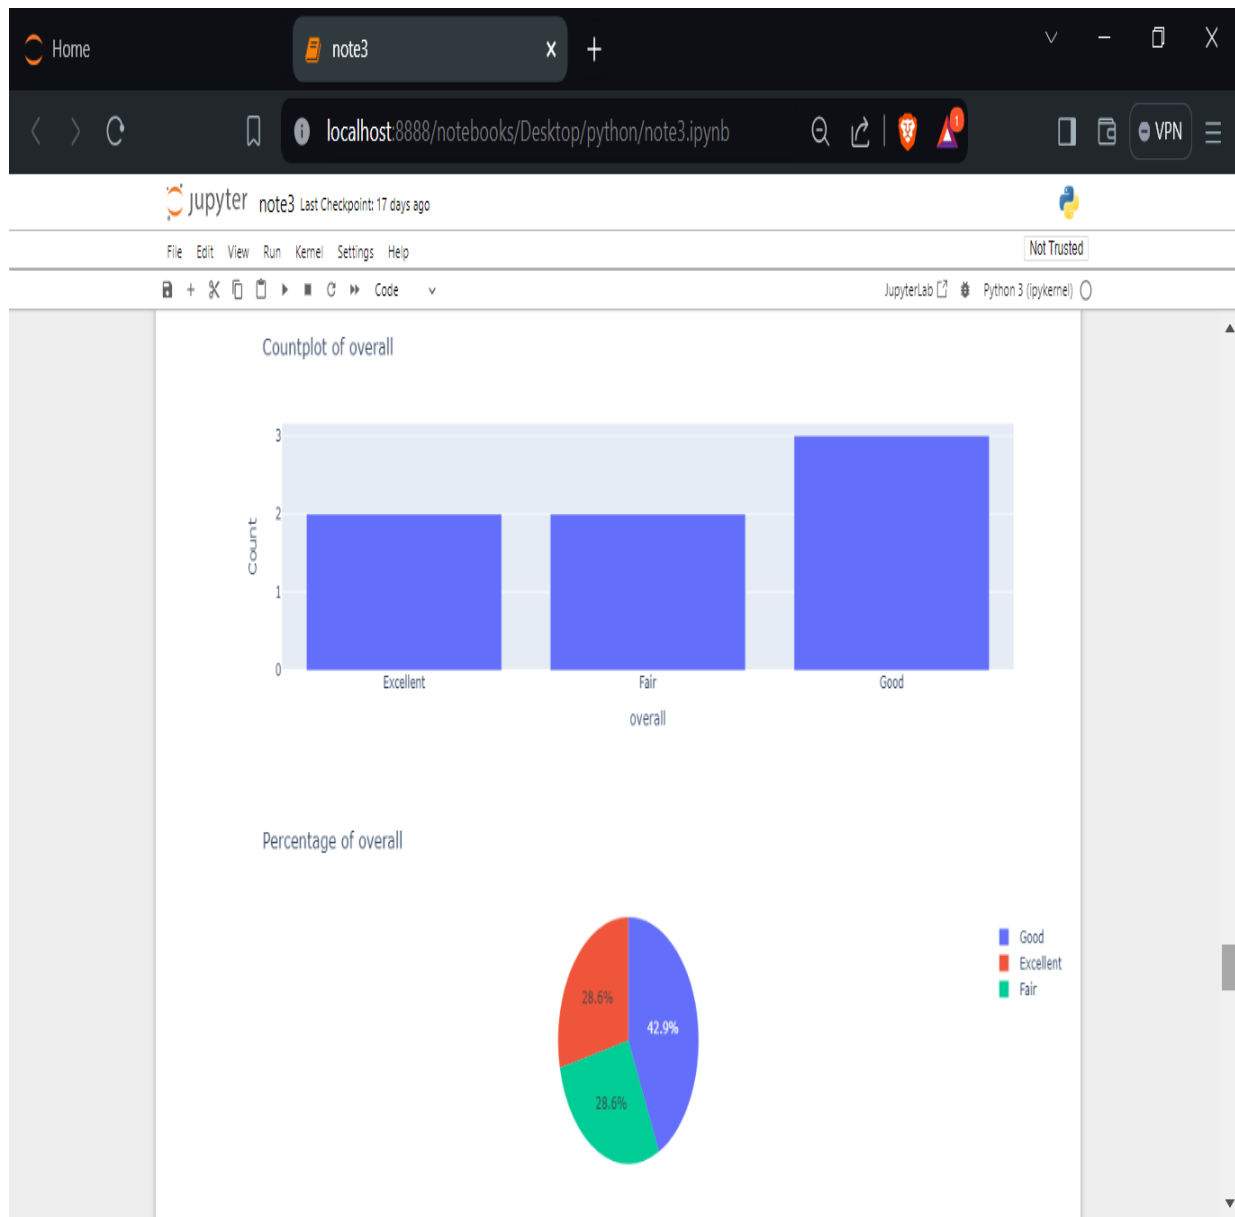 Home
note3
localhost:8888/notebooks/Desktop/python/note3.ipynb
1
VPN
jupyter note3 Last Checkpoint: 17 days ago
File Edit View Run Kernel Settings Help
Not Trusted
Code
JupyterLab
Python 3 (ipykernel)
Countplot of overall
3
2
1
0
Count
Excellent Fair Good
overall
Percentage of overall
Good
Excellent
Fair
28.6%
42.9%
28.6%